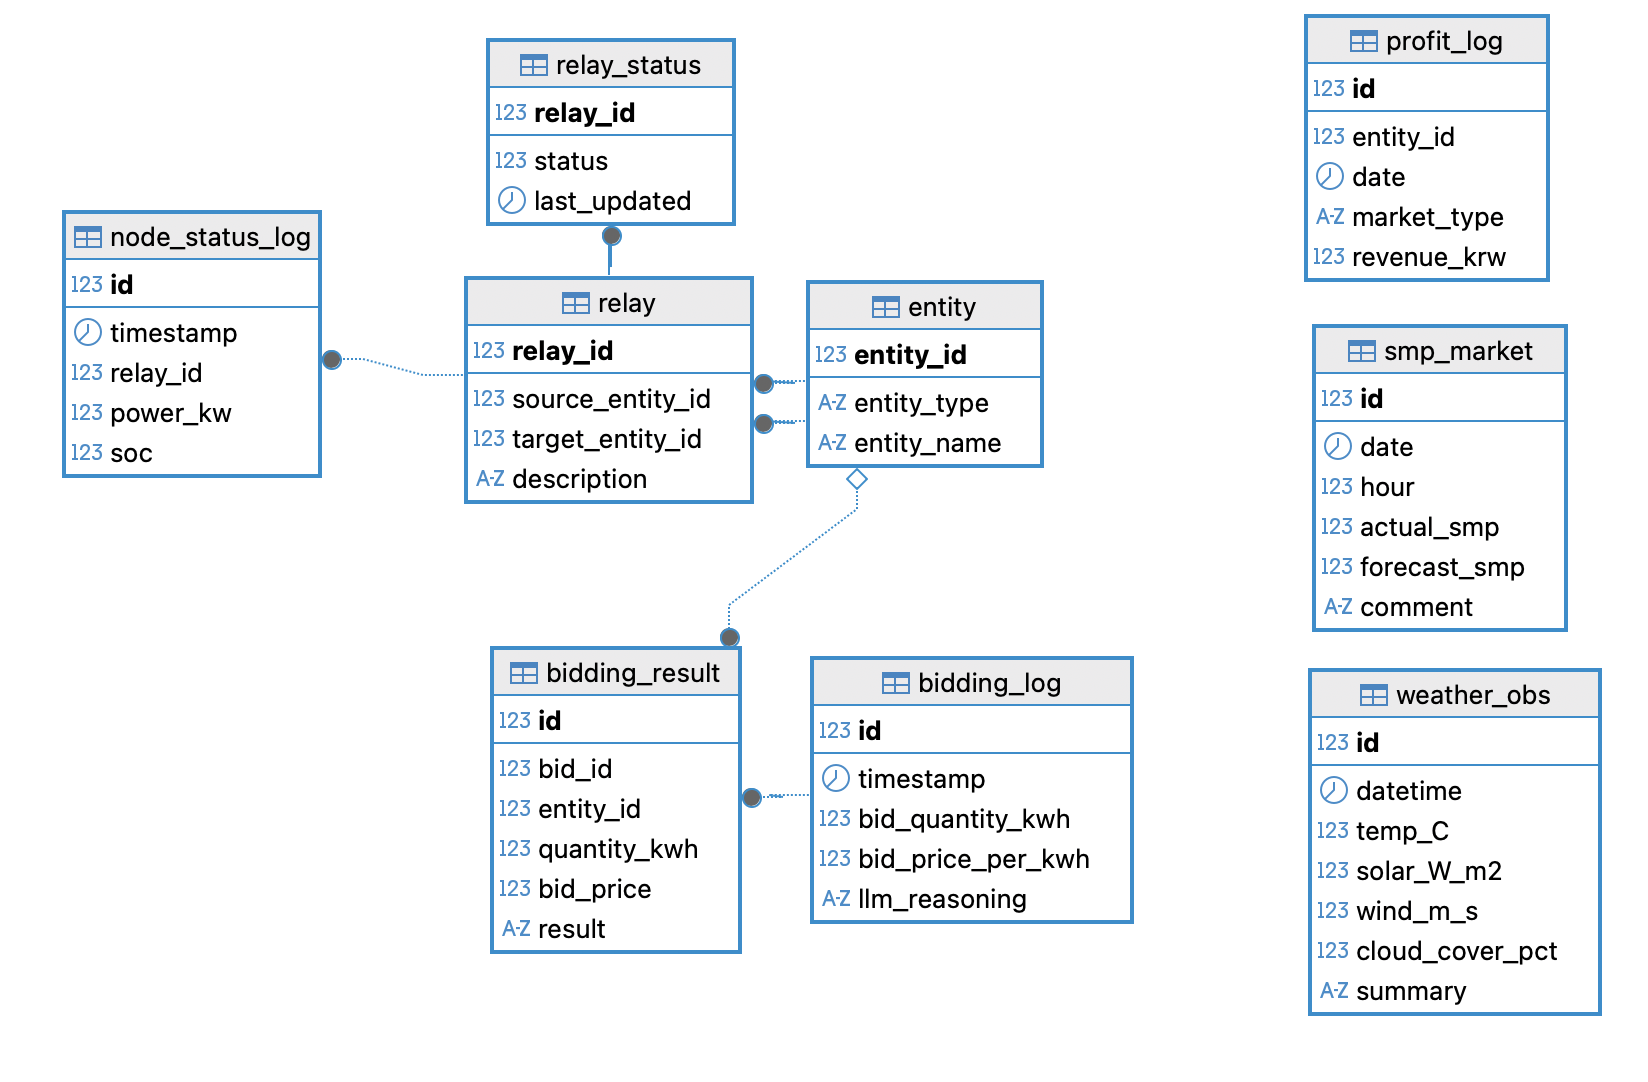 relay_status
123 relay_id
123 status
last_updated
node_status_log
123 id
timestamp
123 relay_id
123 power_kw
123 soc
relay
123 relay_id
123 source_entity_id
123 target_entity_id
A-Z description
entity
123 entity_id
A-Z entity_type
A-Z entity_name
bidding_result
123 id
123 bid_id
123 entity_id
123 quantity_kwh
123 bid_price
A-Z result
bidding_log
123 id
timestamp
123 bid_quantity_kwh
123 bid_price_per_kwh
A-Z llm_reasoning
profit_log
123 id
123 entity_id
date
A-Z market_type
123 revenue_krw
smp_market
123 id
date
123 hour
123 actual_smp
123 forecast_smp
A-Z comment
weather_obs
123 id
datetime
123 temp_C
123 solar_W_m2
123 wind_m_s
123 cloud_cover_pct
A-Z summary